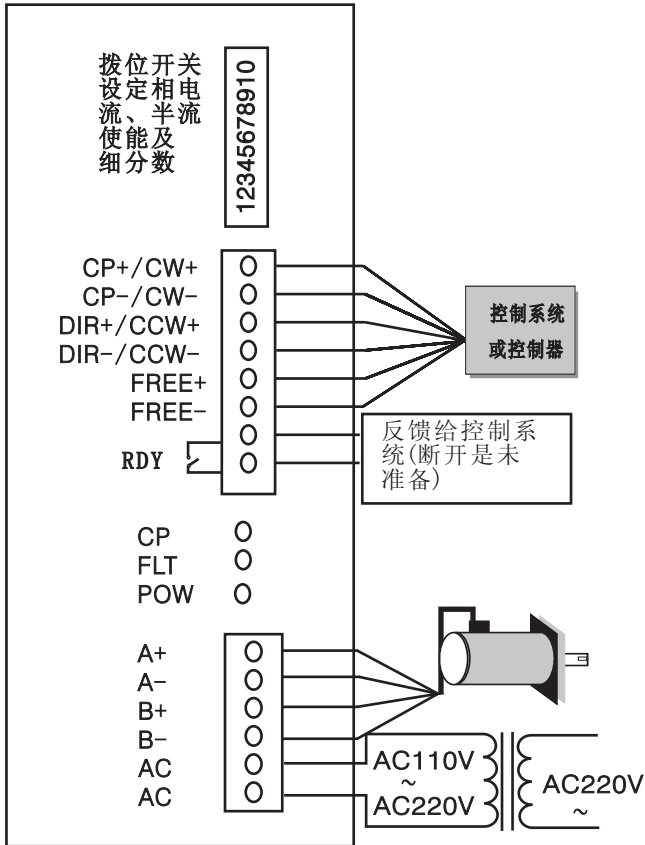 拨位开关
设定相电
流、半流
使能及
细分数
12345678910
CP+/CW+
CP-/CW-
DIR+/CCW+
DIR-/CCW-
FREE+
FREE-
RDY
控制系统
或控制器
反馈给控制系
统(断开是未
准备)
CP
FLT
POW
A+
A-
B+
B-
AC
AC
AC110V
~
AC220V
AC220V
~